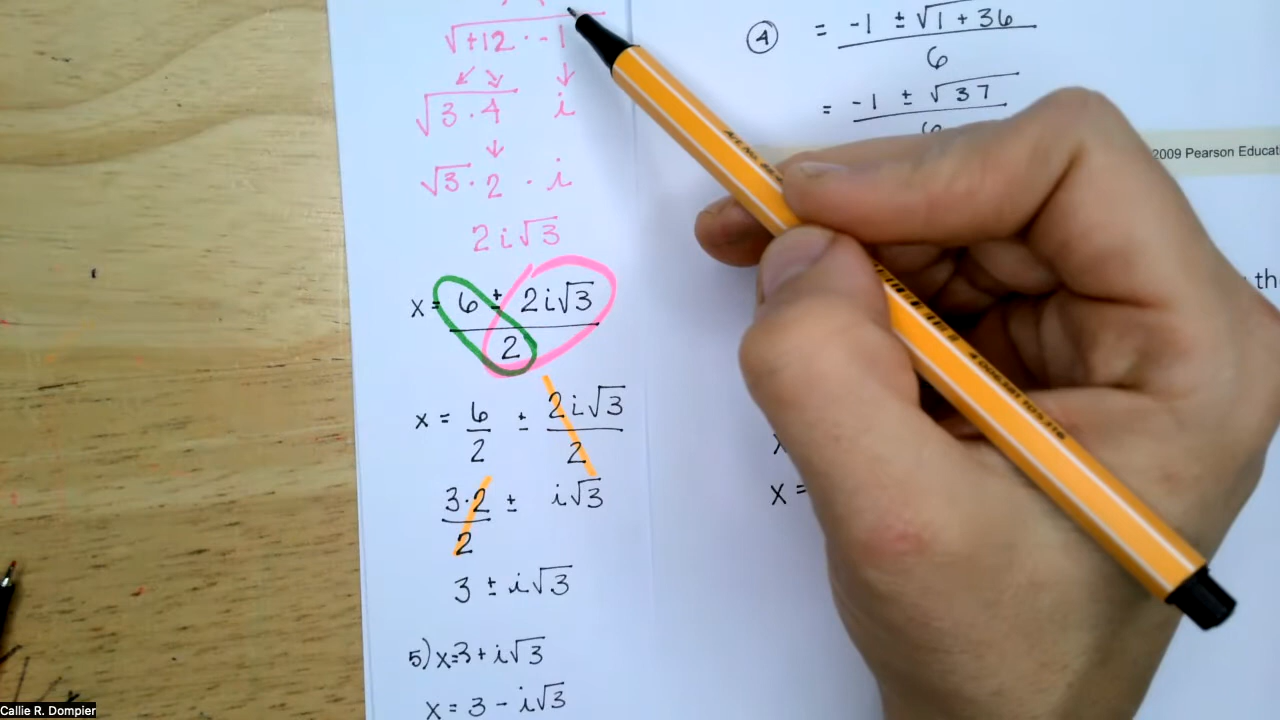 √+12 · -1
√3·4 i
√3 · 2 · i
2i√3
x = 6 ± 2i√3
2
x = 6 ± 2i√3
2 2
3·2 ± i√3
2
3 ± i√3
5) x=3+i√3
x = 3 - i√3
④ = -1 ± √1 + 36
6
= -1 ± √37
2009 Pearson
x =
Callie R. Dompier